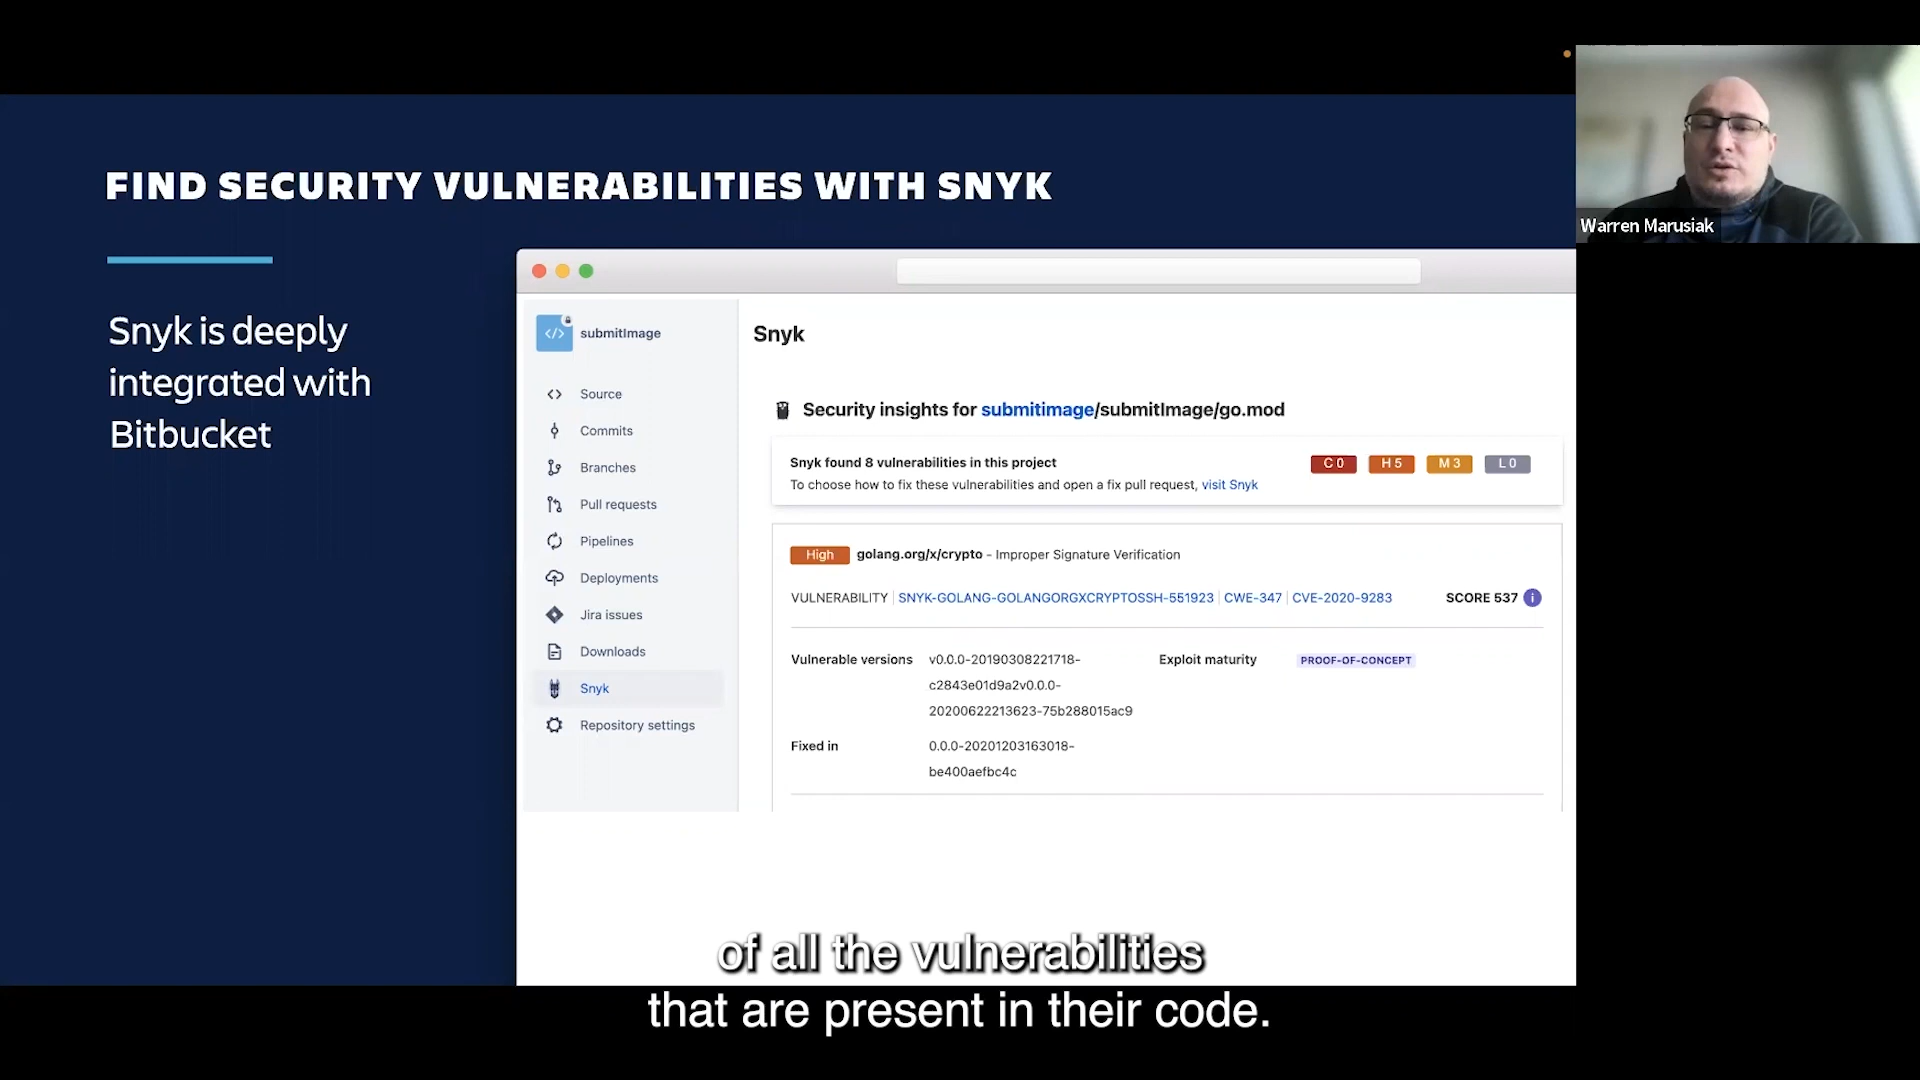 FIND SECURITY VULNERABILITIES WITH SNYK
Snyk is deeply
integrated with
Bitbucket
Warren Marusiak
submitImage
Source
Commits
Branches
Pull requests
Pipelines
Deployments
Jira issues
Downloads
Snyk
Repository settings
Snyk
Security insights for submitimage/submitImage/go.mod
Snyk found 8 vulnerabilities in this project
C 0 H 5 M 3 L 0
To choose how to fix these vulnerabilities and open a fix pull request, visit Snyk
High golang.org/x/crypto - Improper Signature Verification
VULNERABILITY SNYK-GOLANG-GOLANGORGXCRYPTOSSH-551923 CWE-347 CVE-2020-9283 SCORE 537 i
Vulnerable versions v0.0.0-20190308221718- Exploit maturity PROOF-OF-CONCEPT
c2843e01d9a2v0.0.0-
20200622213623-75b288015ac9
Fixed in 0.0.0-20201203163018-
be400aefbc4c
of all the vulnerabilities
that are present in their code.